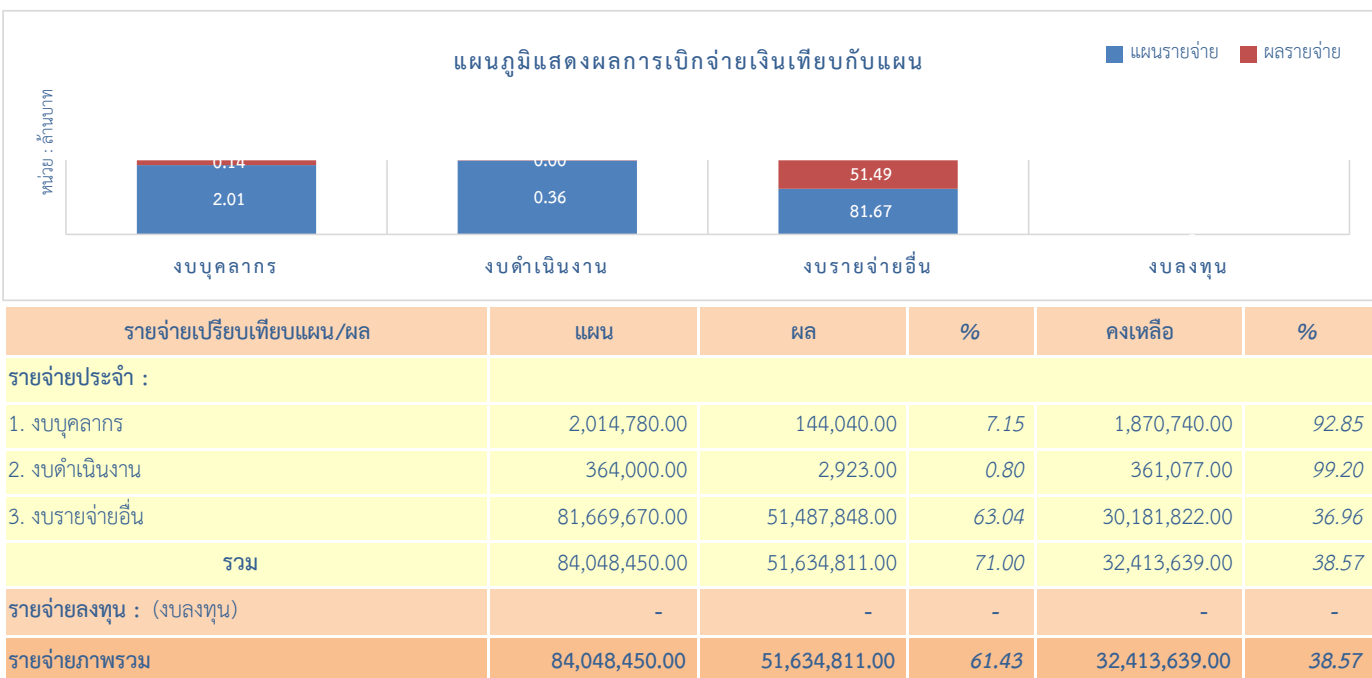 แผนภูมิแสดงผลการเบิกจ่ายเงินเทียบกับแผน
แผนรายจ่าย ผลรายจ่าย
หน่วย : ล้านบาท
0.14 0.00 51.49
2.01 0.36 81.67
งบบุคลากร งบดำเนินงาน งบรายจ่ายอื่น งบลงทุน
รายจ่ายเปรียบเทียบแผน/ผล แผน ผล % คงเหลือ %
รายจ่ายประจำ :
1. งบบุคลากร 2,014,780.00 144,040.00 7.15 1,870,740.00 92.85
2. งบดำเนินงาน 364,000.00 2,923.00 0.80 361,077.00 99.20
3. งบรายจ่ายอื่น 81,669,670.00 51,487,848.00 63.04 30,181,822.00 36.96
รวม 84,048,450.00 51,634,811.00 71.00 32,413,639.00 38.57
รายจ่ายลงทุน : (งบลงทุน) - - - - -
รายจ่ายภาพรวม 84,048,450.00 51,634,811.00 61.43 32,413,639.00 38.57